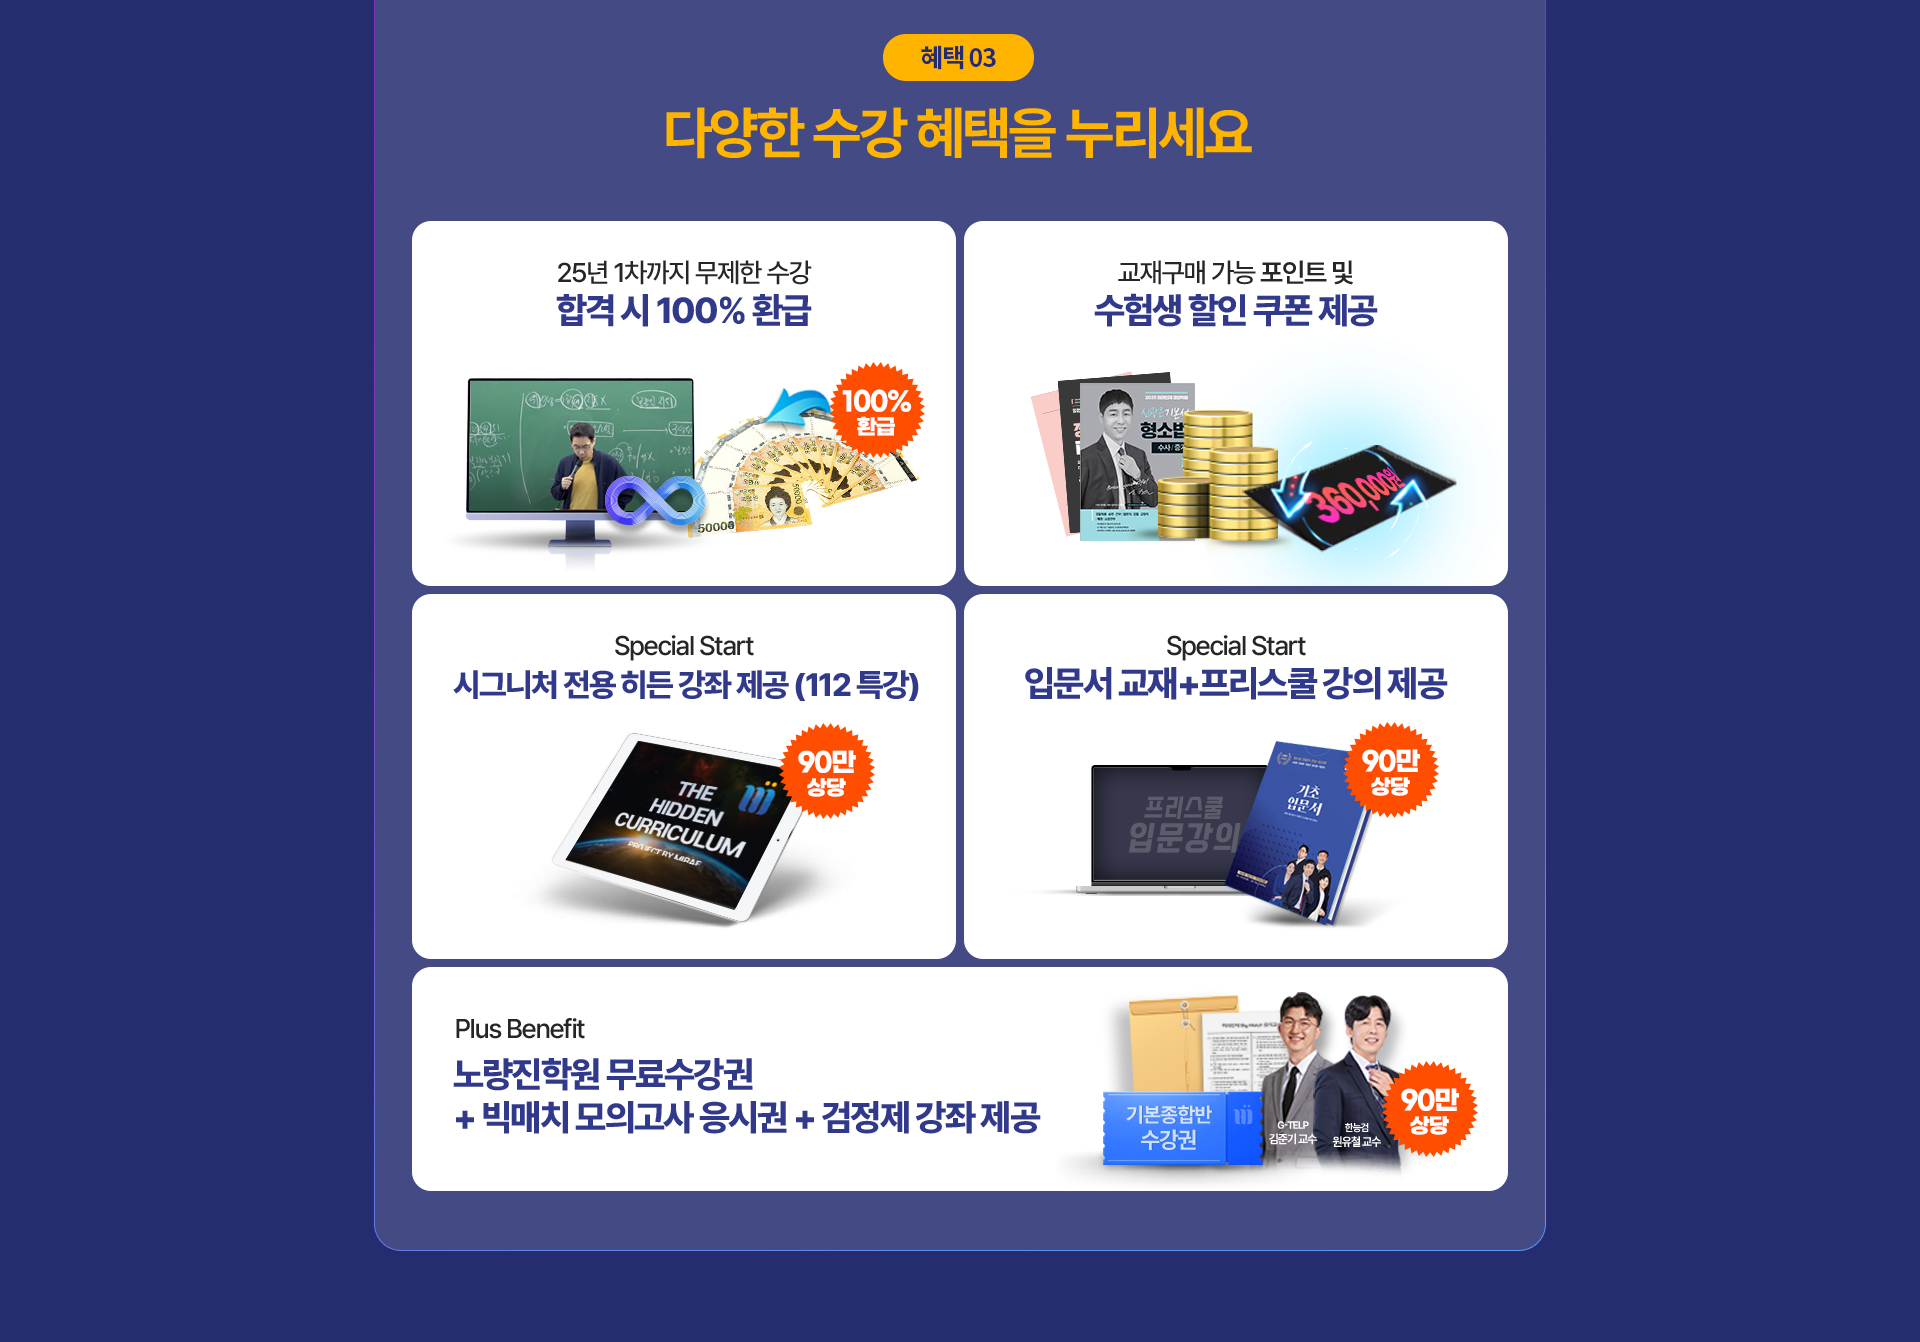 혜택 03
다양한 수강 혜택을 누리세요
25년 1차까지 무제한 수강
합격 시 100% 환급
100%
환급
50000
50000
교재구매 가능 포인트 및
수험생 할인 쿠폰 제공
형소법
360,000원
Special Start
시그니처 전용 히든 강좌 제공 (112 특강)
90만
상당
THE
HIDDEN
CURRICULUM
PROJECT BY MIRAE
Special Start
입문서 교재+프리스쿨 강의 제공
90만
상당
프리스쿨
입문강의
기초
입문서
Plus Benefit
노량진학원 무료수강권
+ 빅매치 모의고사 응시권 + 검정제 강좌 제공
기본종합반
수강권
G-TELP
김준기 교수
한능검
원유철 교수
90만
상당